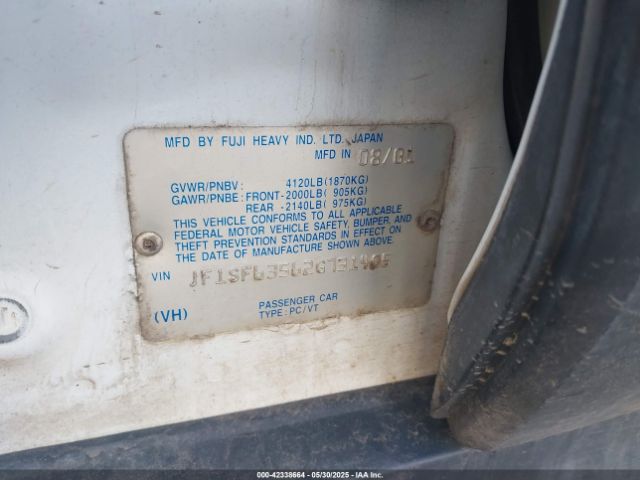 MFD BY FUJI HEAVY IND. LTD. JAPAN
MFD IN 08/01
GVWR/PNBV: 4120LB(1870KG)
GAWR/PNBE: FRONT-2000LB( 905KG)
REAR -2140LB( 975KG)
THIS VEHICLE CONFORMS TO ALL APPLICABLE
FEDERAL MOTOR VEHICLE SAFETY, BUMPER, AND
THEFT PREVENTION STANDARDS IN EFFECT ON
THE DATE OF MANUFACTURE SHOWN ABOVE.
VIN JF1SF63562G731405
PASSENGER CAR
(VH) TYPE:PC/VT
000-42338664 - 05/30/2025 - IAAI